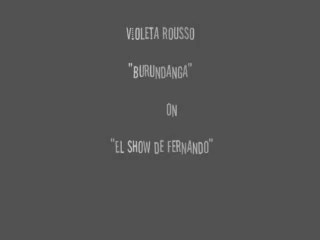 VIOLETA ROUSSO
"BURUNDANGA"
ON
"EL SHOW DE FERNANDO"